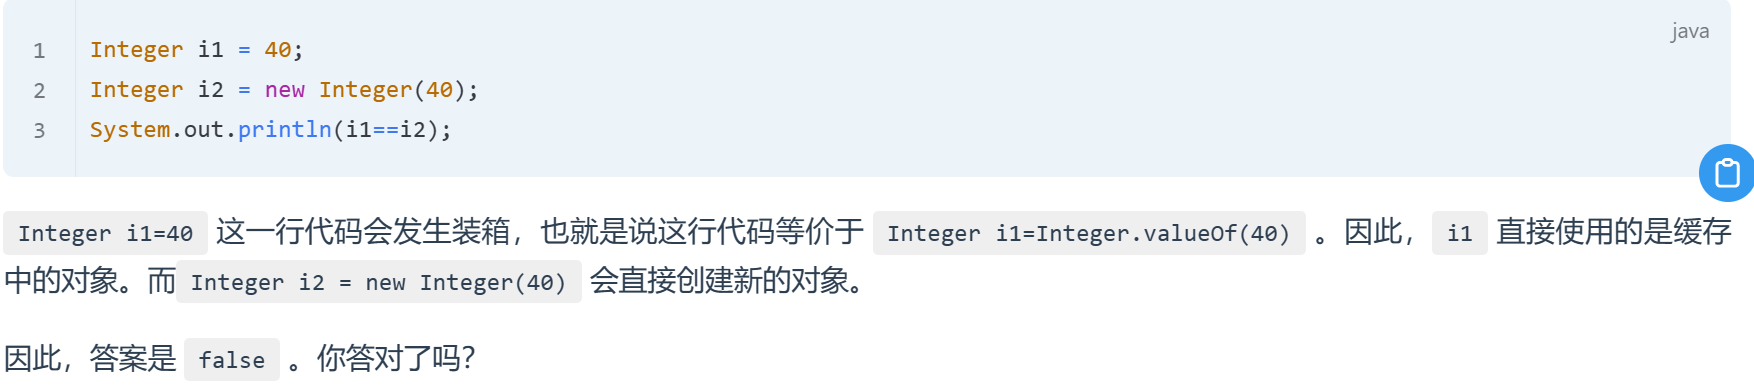 java
1 Integer i1 = 40;
2 Integer i2 = new Integer(40);
3 System.out.println(i1==i2);
Integer i1=40 这一行代码会发生装箱，也就是说这行代码等价于 Integer i1=Integer.valueOf(40) 。因此， i1 直接使用的是缓存
中的对象。而 Integer i2 = new Integer(40) 会直接创建新的对象。
因此，答案是 false 。你答对了吗？